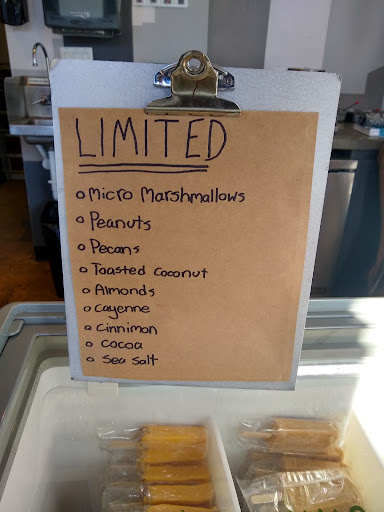 LIMITED
Micro Marshmallows
Peanuts
Pecans
Toasted Coconut
Almonds
Cayenne
Cinnimon
Cocoa
Sea Salt